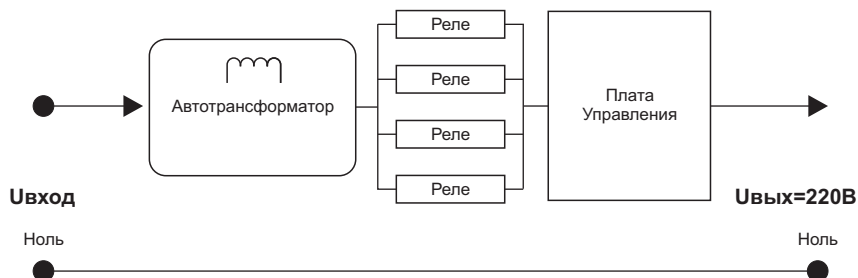 Реле
Реле
Реле
Реле
Автотрансформатор
Плата
Управления
Uвход
Uвых=220В
Ноль
Ноль